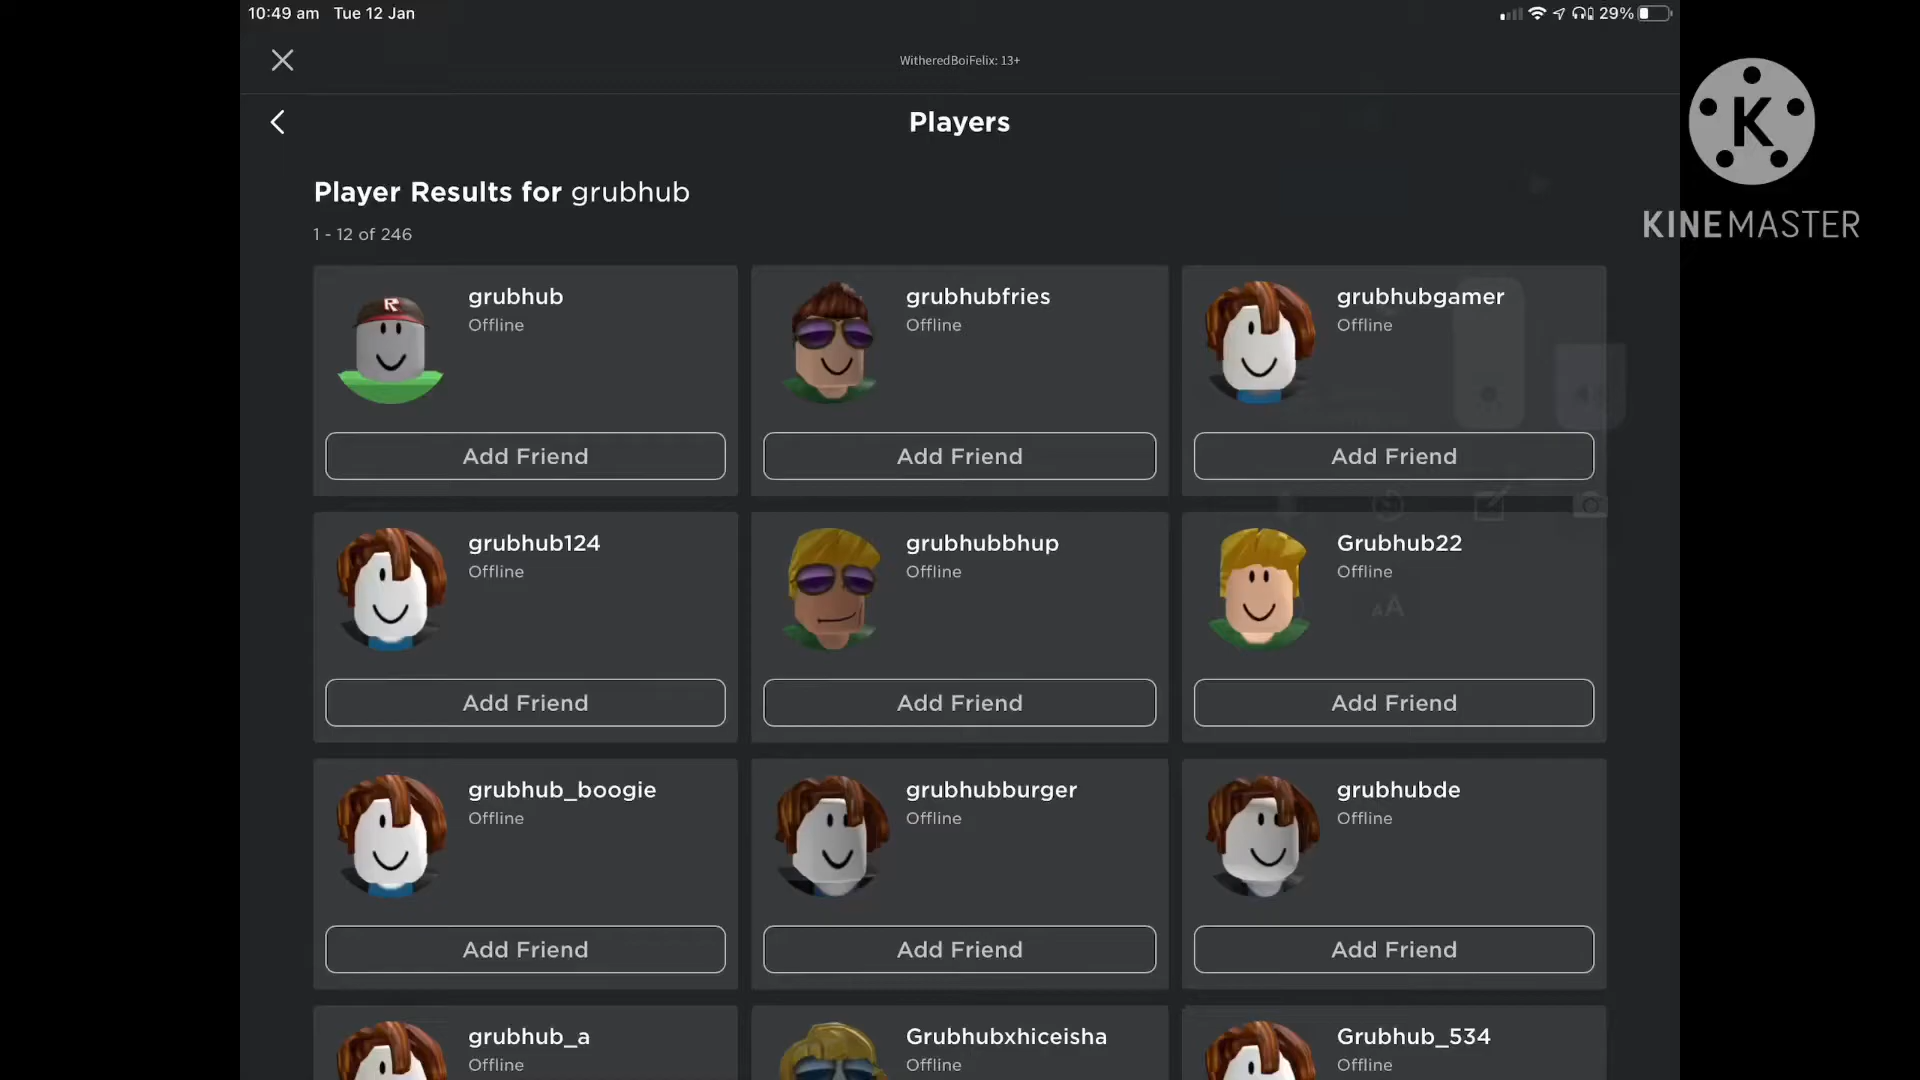 10:49 am Tue 12 Jan
29%
WitheredBoiFelix: 13+
Players
K
KINEMASTER
Player Results for grubhub
1 - 12 of 246
grubhub
Offline
Add Friend
grubhubfries
Offline
Add Friend
grubhubgamer
Offline
Add Friend
grubhub124
Offline
Add Friend
grubhubbhup
Offline
Add Friend
Grubhub22
Offline
AA
Add Friend
grubhub_boogie
Offline
Add Friend
grubhubburger
Offline
Add Friend
grubhubde
Offline
Add Friend
grubhub_a
Offline
Grubhubxhiceisha
Offline
Grubhub_534
Offline
R